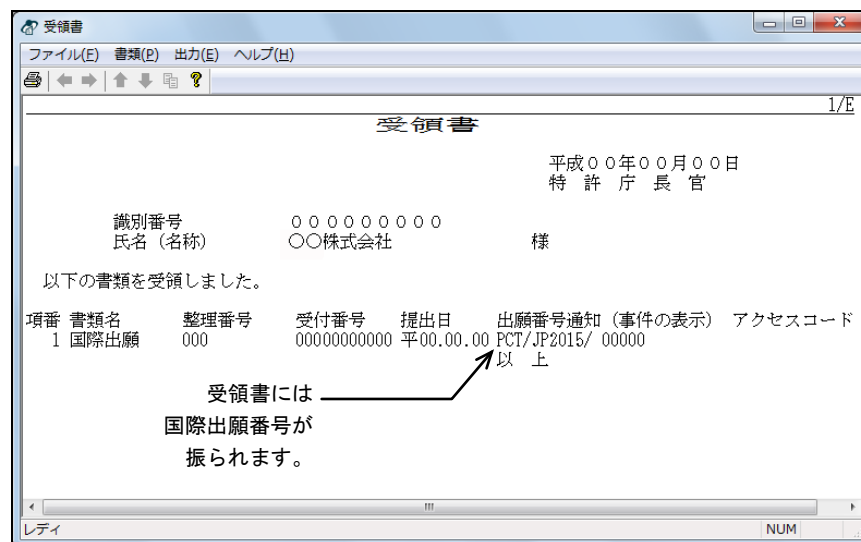 受領書
ファイル(F) 書類(P) 出力(E) ヘルプ(H)
1/E
受領書
平成００年００月００日
特 許 庁 長 官
識別番号 ０００００００００
氏名（名称） ○○株式会社 様
以下の書類を受領しました。
項番 書類名 整理番号 受付番号 提出日 出願番号通知（事件の表示） アクセスコード
1 国際出願 000 00000000000 平00.00.00 PCT/JP2015/ 00000
以 上
受領書には
国際出願番号が
振られます。
レディ NUM